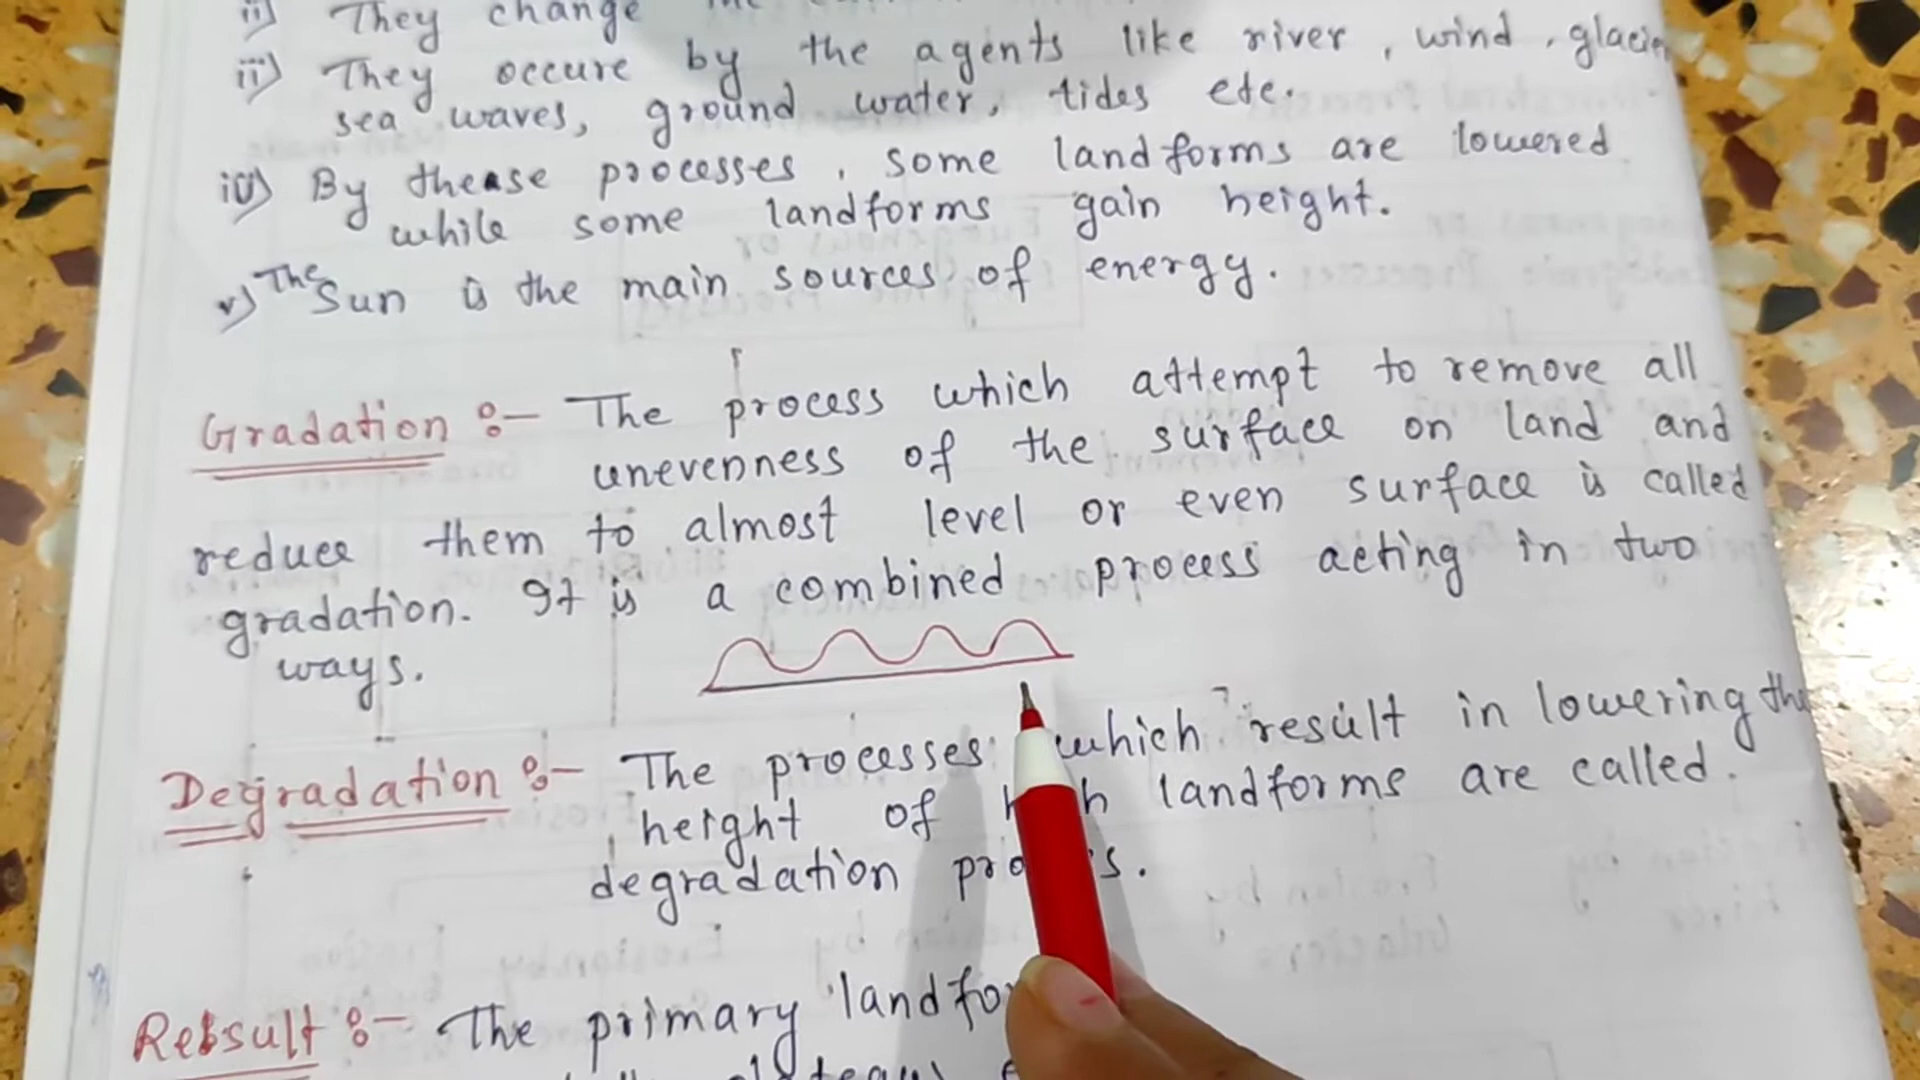 ii) They change
iii) They occure by the agents like river, wind, glacier
sea waves, ground water, tides etc.
iv) By thease processes, some landforms are lowered
while some landforms gain height.
v) The Sun is the main sources of energy.
Gradation :- The process which attempt to remove all
unevenness of the surface on land and
reduce them to almost level or even surface is called
gradation. It is a combined process acting in two
ways.
Degradation :- The processes which result in lowering the
height of landforms are called.
degradation
Rebsult :- The primary